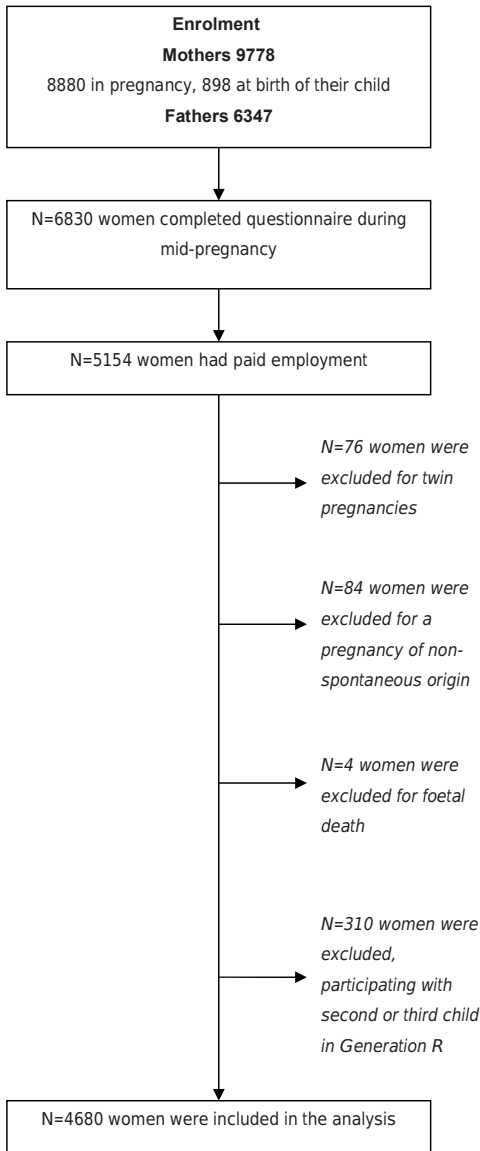 Enrolment
Mothers 9778
8880 in pregnancy, 898 at birth of their child
Fathers 6347
N=6830 women completed questionnaire during
mid-pregnancy
N=5154 women had paid employment
N=76 women were
excluded for twin
pregnancies
N=84 women were
excluded for a
pregnancy of non-
spontaneous origin
N=4 women were
excluded for foetal
death
N=310 women were
excluded,
participating with
second or third child
in Generation R
N=4680 women were included in the analysis